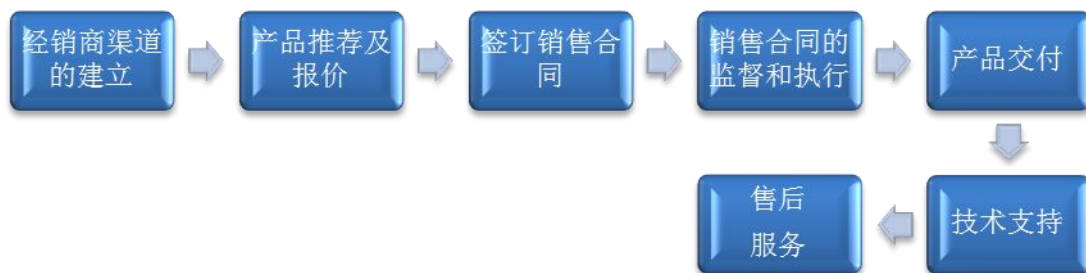 经销商渠道
的建立
产品推荐及
报价
签订销售合
同
销售合同的
监督和执行
产品交付
技术支持
售后
服务